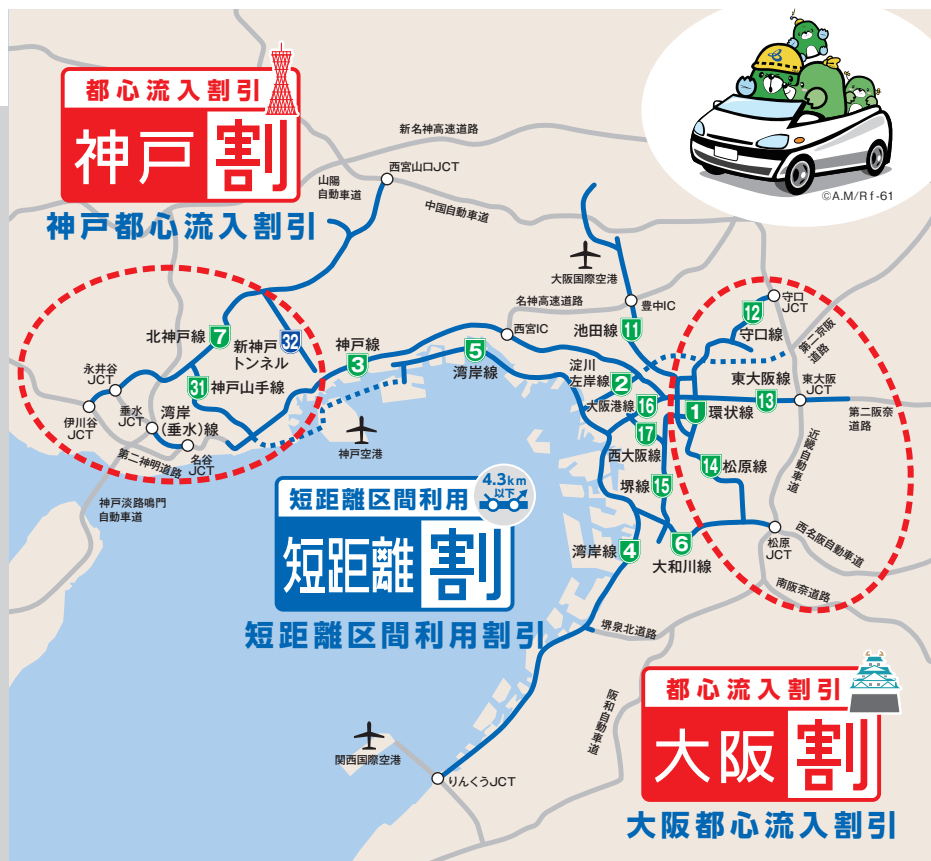 都心流入割引
神戸割
神戸都心流入割引
©A.M/Rf-61
新名神高速道路
西宮山口JCT
山陽
自動車道
中国自動車道
大阪国際空港
名神高速道路
豊中IC
西宮IC
池田線
11
12
守口
JCT
守口線
第二京阪
道路
北神戸線
7
新神戸
トンネル
32
神戸線
3
5
湾岸線
淀川
左岸線
2
大阪港線
16
17
西大阪線
1
環状線
東大阪線
13
東大阪
JCT
第二阪奈
道路
永井谷
JCT
31
神戸山手線
伊川谷
JCT
垂水
JCT
湾岸
(垂水)線
名谷
JCT
第二神明道路
神戸空港
神戸淡路鳴門
自動車道
14
松原線
近畿自動車道
堺線
15
短距離区間利用
4.3km
以下
短距離割
短距離区間利用割引
湾岸線
4
6
大和川線
松原
JCT
西名阪自動車道
南阪奈道路
堺泉北道路
阪和自動車道
関西国際空港
りんくうJCT
都心流入割引
大阪割
大阪都心流入割引